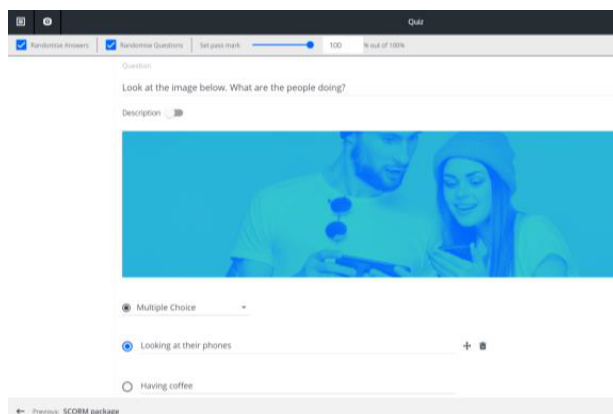 Quiz
Randomise Answers Randomise Questions Set pass mark 100 % out of 100%
Question
Look at the image below. What are the people doing?
Description
Multiple Choice
Looking at their phones
Having coffee
Previous: SCORM package